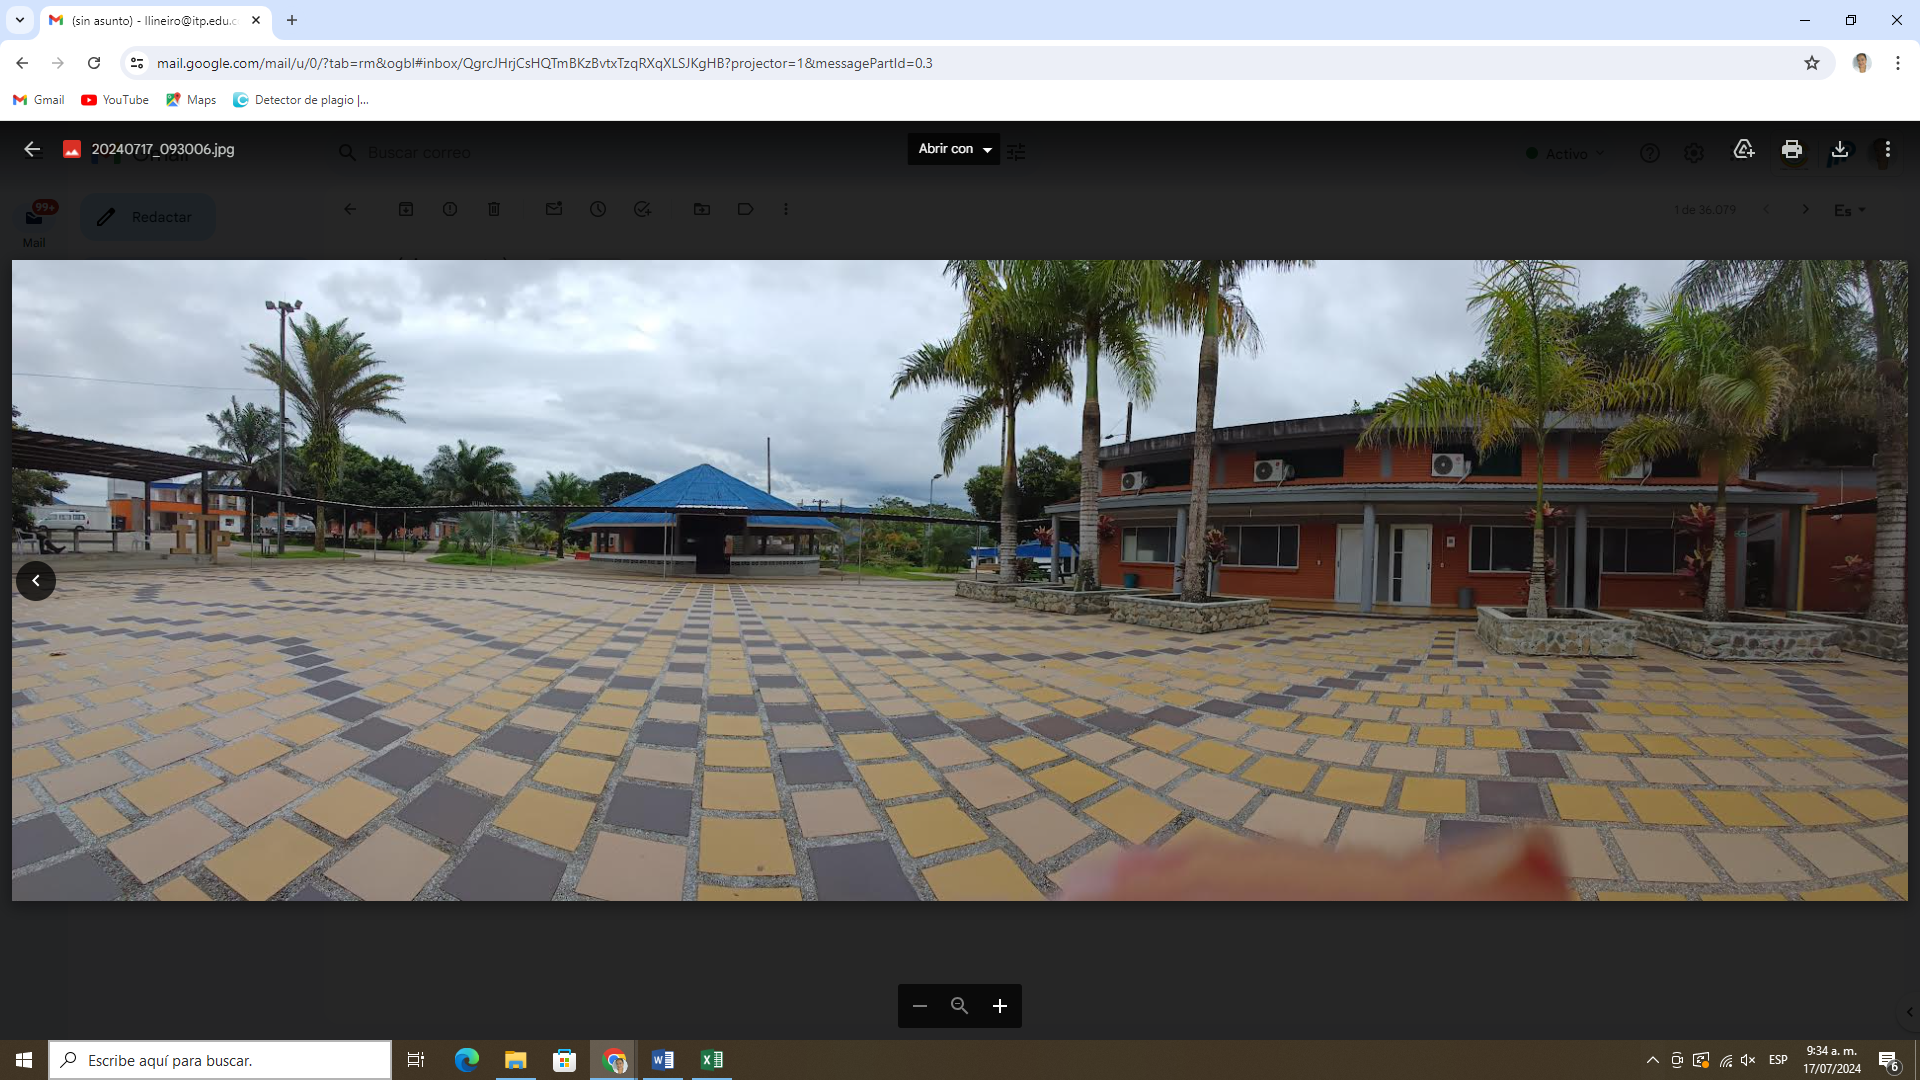 (sin asunto) - llineiro@itp.edu.c
mail.google.com/mail/u/0/?tab=rm&ogbl#inbox/QgrcJHrjCsHQTmBKzBvtxTzqRXqXLSJKgHB?projector=1&messagePartId=0.3
Gmail YouTube Maps Detector de plagio |...
20240717_093006.jpg
Abrir con
Buscar correo
Activo
99+
Redactar
1 de 36.079
Es
Mail
ITP
Escribe aquí para buscar.
ESP
9:34 a. m.
17/07/2024
6